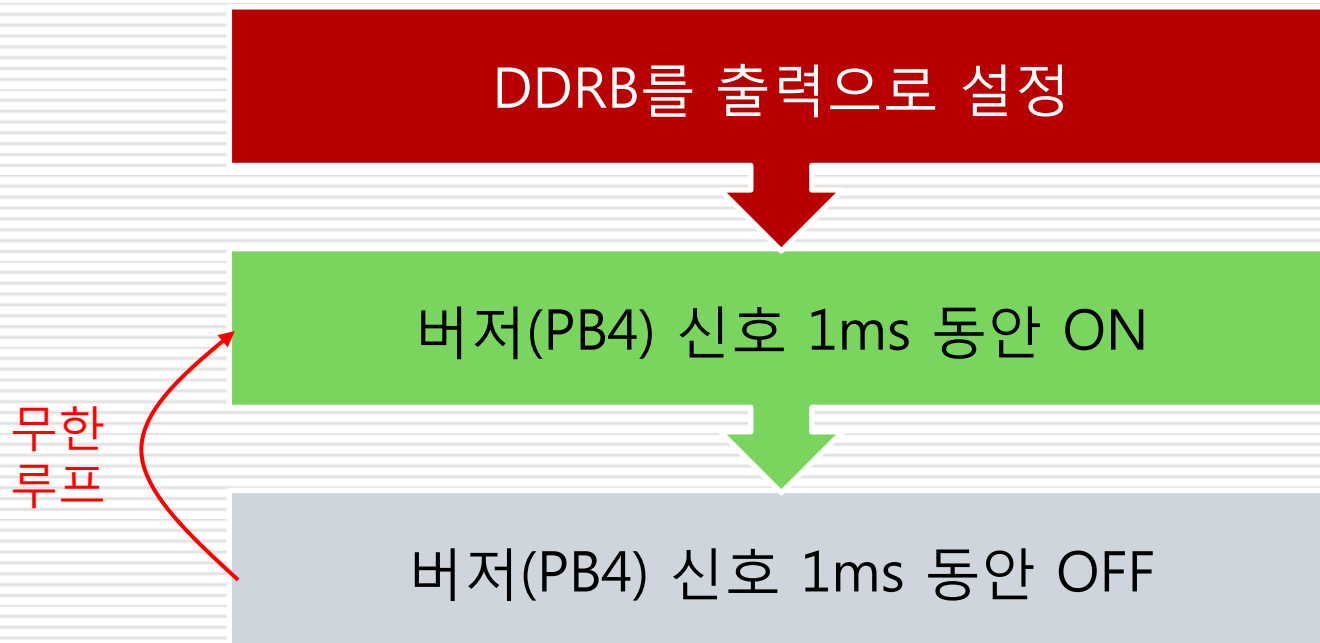 DDRB를 출력으로 설정
버저(PB4) 신호 1ms 동안 ON
무한
루프
버저(PB4) 신호 1ms 동안 OFF